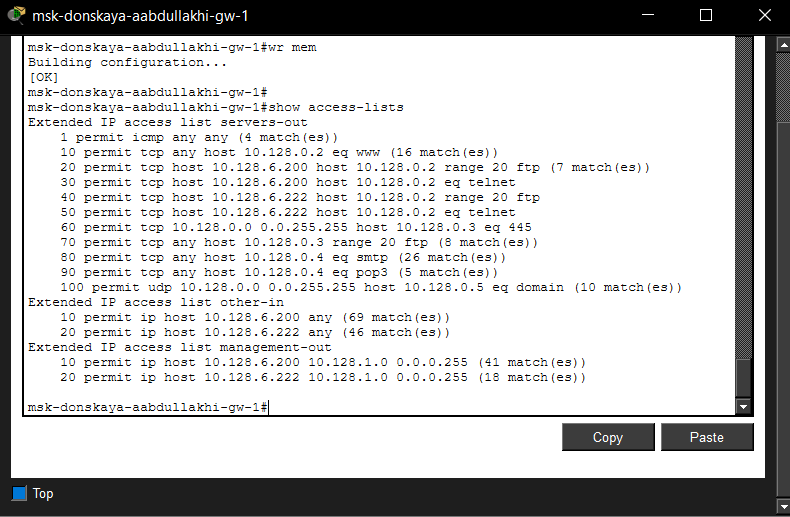 msk-donskaya-aabdullakhi-gw-1
msk-donskaya-aabdullakhi-gw-1#wr mem
Building configuration...
[OK]
msk-donskaya-aabdullakhi-gw-1#
msk-donskaya-aabdullakhi-gw-1#show access-lists
Extended IP access list servers-out
    1 permit icmp any any (4 match(es))
    10 permit tcp any host 10.128.0.2 eq www (16 match(es))
    20 permit tcp host 10.128.6.200 host 10.128.0.2 range 20 ftp (7 match(es))
    30 permit tcp host 10.128.6.200 host 10.128.0.2 eq telnet
    40 permit tcp host 10.128.6.222 host 10.128.0.2 range 20 ftp
    50 permit tcp host 10.128.6.222 host 10.128.0.2 eq telnet
    60 permit tcp 10.128.0.0 0.0.255.255 host 10.128.0.3 eq 445
    70 permit tcp any host 10.128.0.3 range 20 ftp (8 match(es))
    80 permit tcp any host 10.128.0.4 eq smtp (26 match(es))
    90 permit tcp any host 10.128.0.4 eq pop3 (5 match(es))
    100 permit udp 10.128.0.0 0.0.255.255 host 10.128.0.5 eq domain (10 match(es))
Extended IP access list other-in
    10 permit ip host 10.128.6.200 any (69 match(es))
    20 permit ip host 10.128.6.222 any (46 match(es))
Extended IP access list management-out
    10 permit ip host 10.128.6.200 10.128.1.0 0.0.0.255 (41 match(es))
    20 permit ip host 10.128.6.222 10.128.1.0 0.0.0.255 (18 match(es))
msk-donskaya-aabdullakhi-gw-1#
Copy Paste
Top